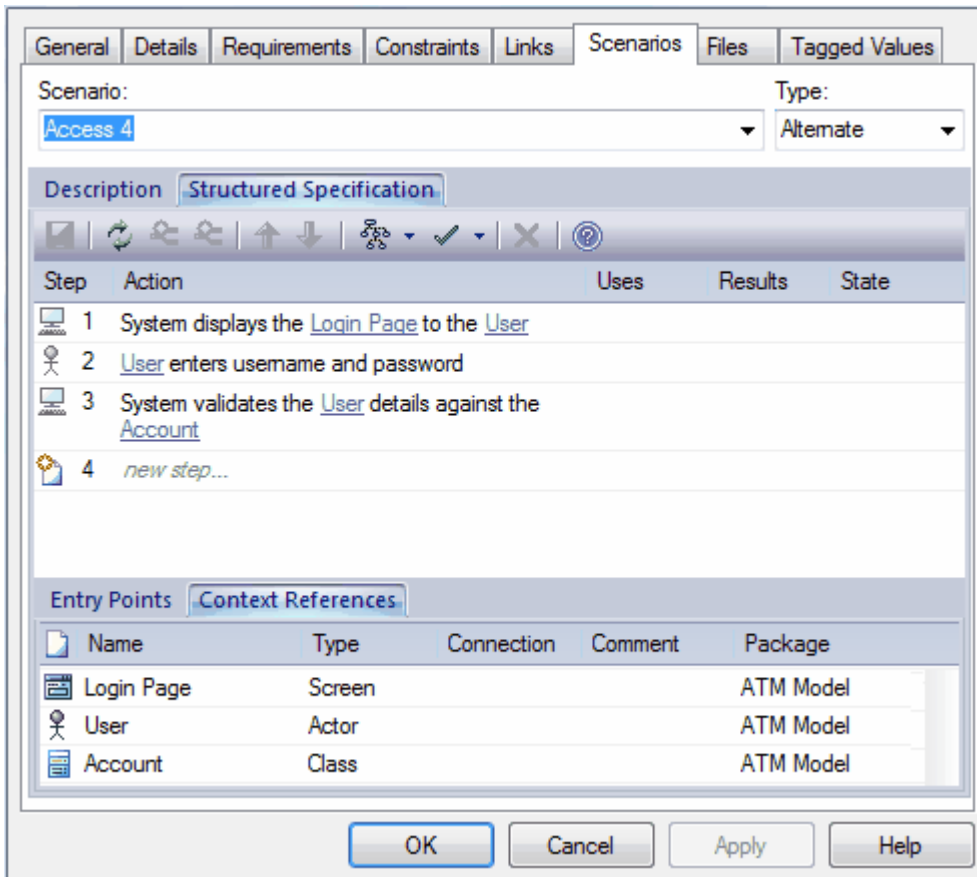 General Details Requirements Constraints Links Scenarios Files Tagged Values
Scenario: Type:
Access 4 Alternate
Description Structured Specification
Step Action Uses Results State
1 System displays the Login Page to the User
2 User enters username and password
3 System validates the User details against the
Account
4 new step...
Entry Points Context References
Name Type Connection Comment Package
Login Page Screen ATM Model
User Actor ATM Model
Account Class ATM Model
OK Cancel Apply Help